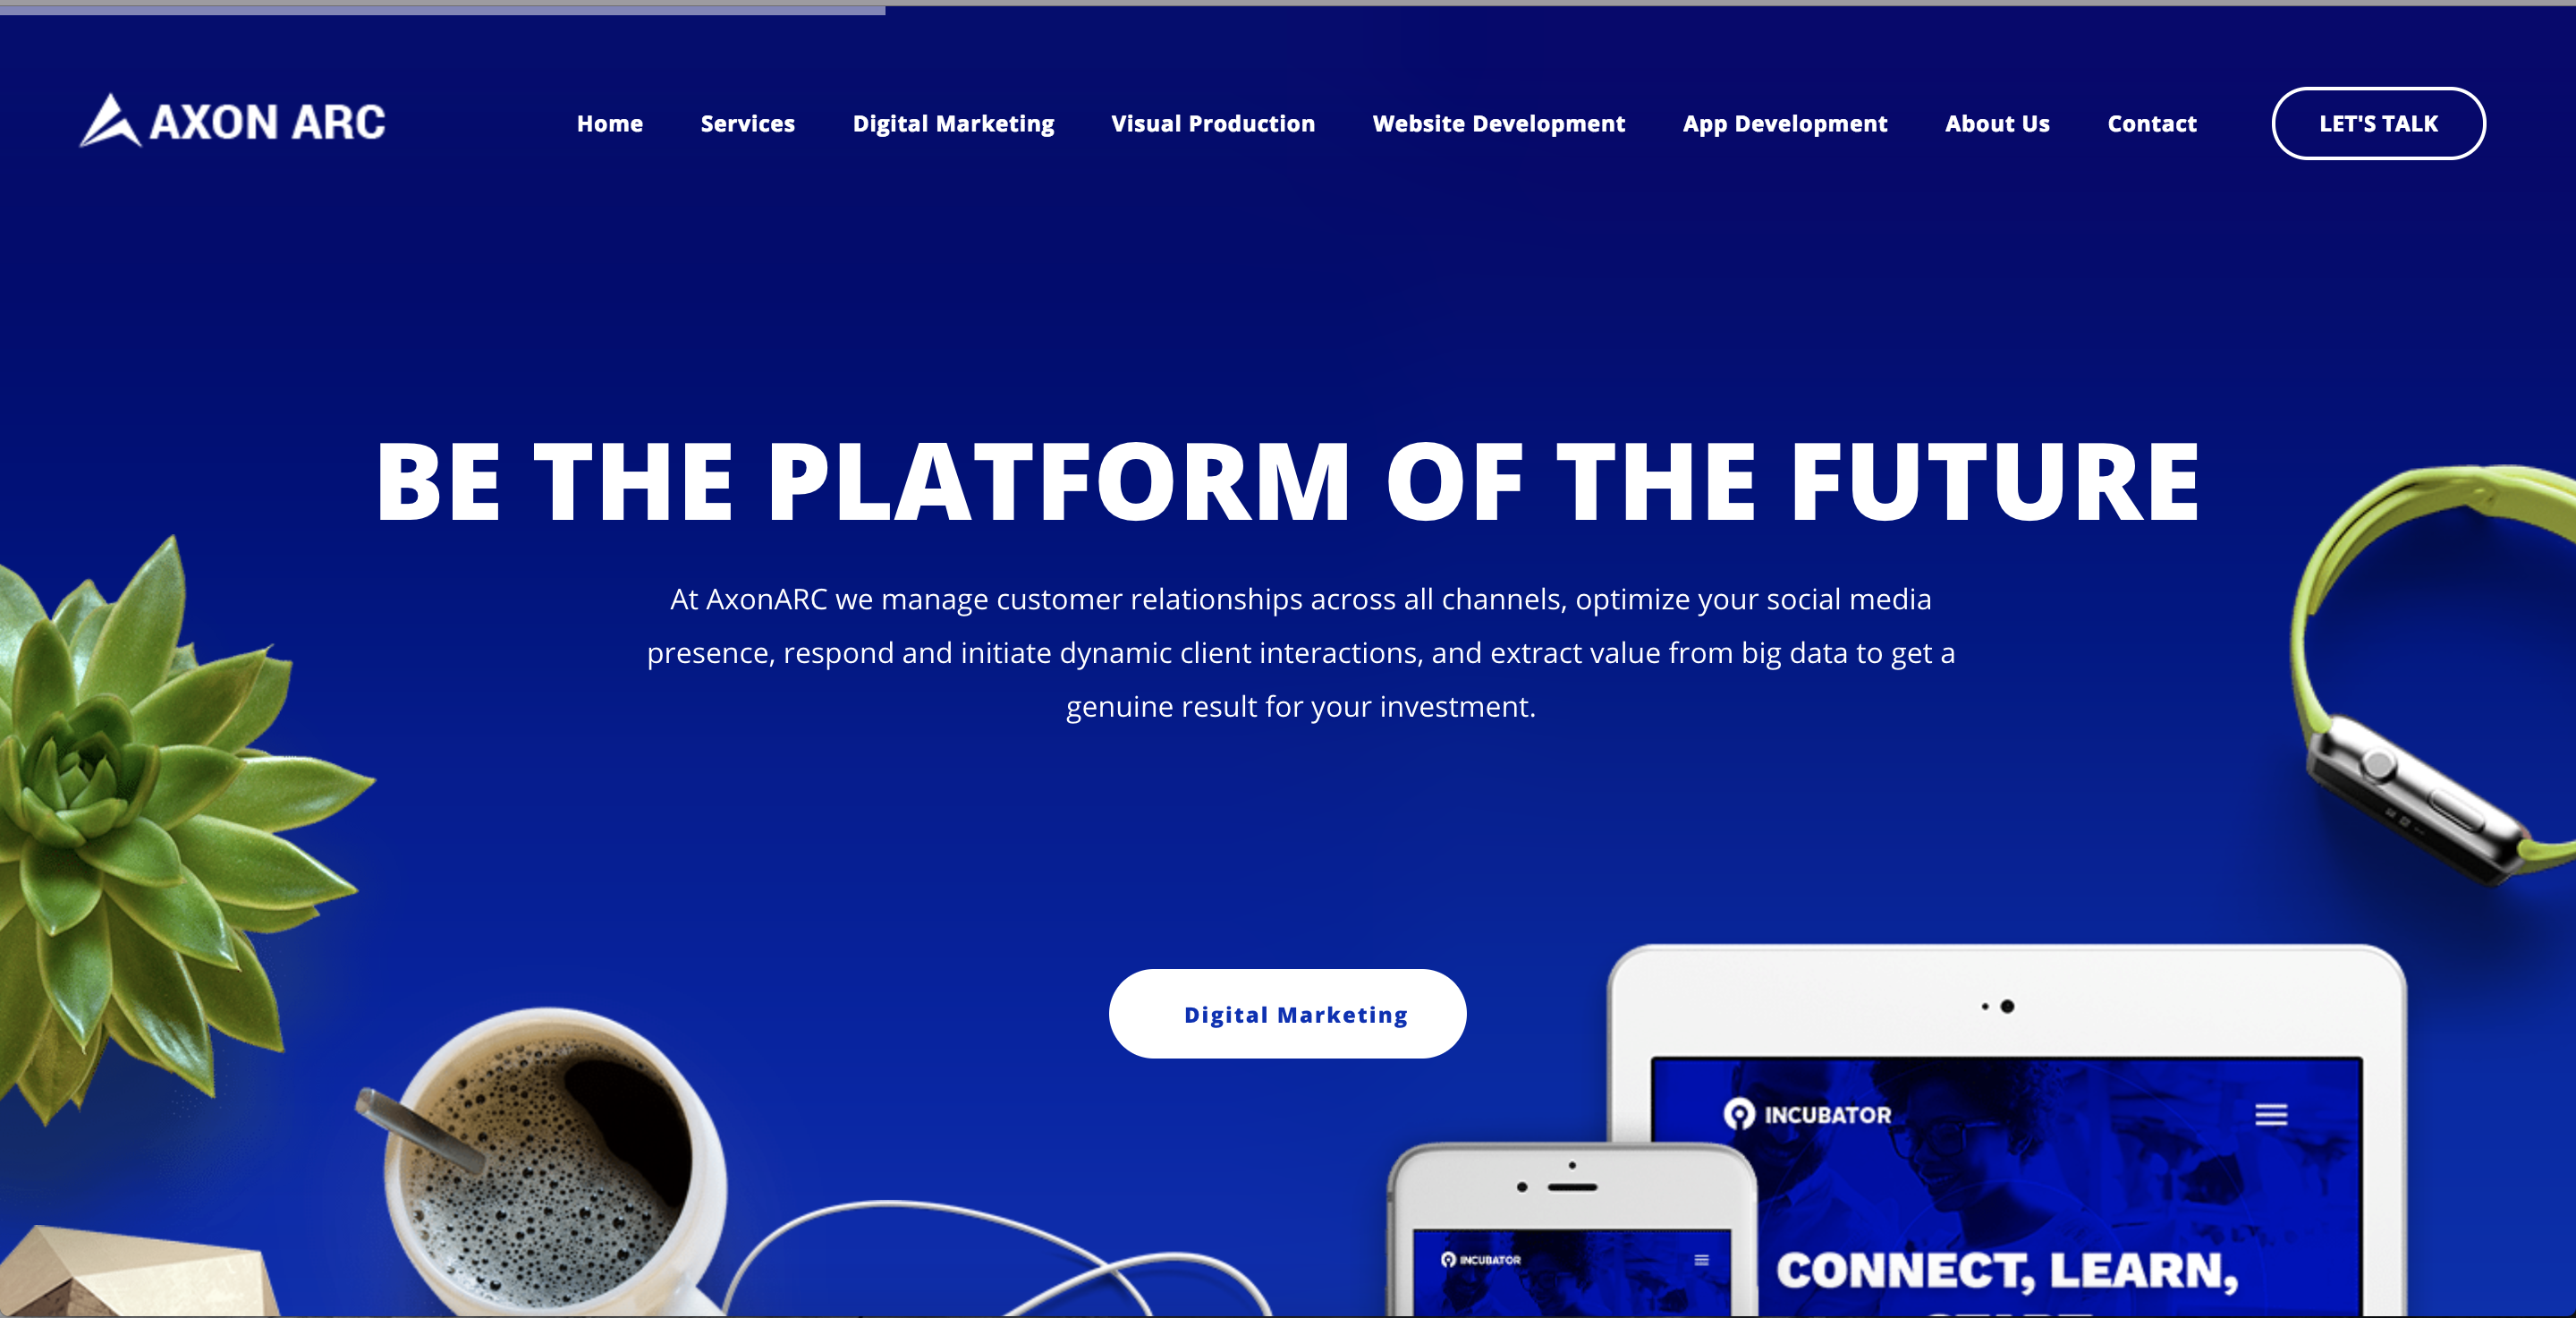 AXON ARC
Home
Services
Digital Marketing
Visual Production
Website Development
App Development
About Us
Contact
LET'S TALK
BE THE PLATFORM OF THE FUTURE
At AxonARC we manage customer relationships across all channels, optimize your social media
presence, respond and initiate dynamic client interactions, and extract value from big data to get a
genuine result for your investment.
Digital Marketing
INCUBATOR
CONNECT, LEARN,
INCUBATOR